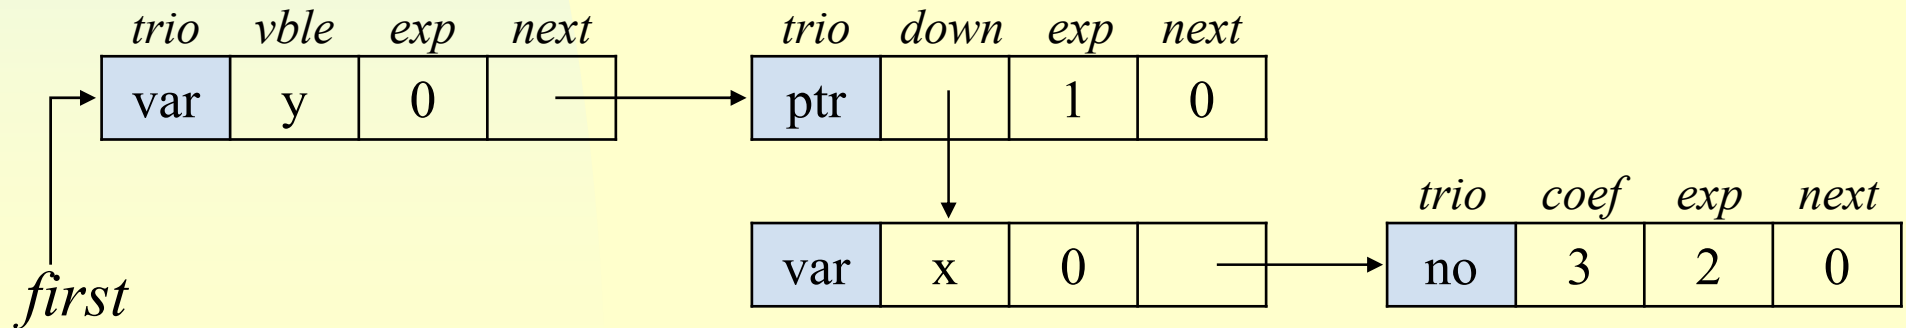 trio vble exp next trio down exp next
var y 0 ptr 1 0
trio coef exp next
var x 0 no 3 2 0
first